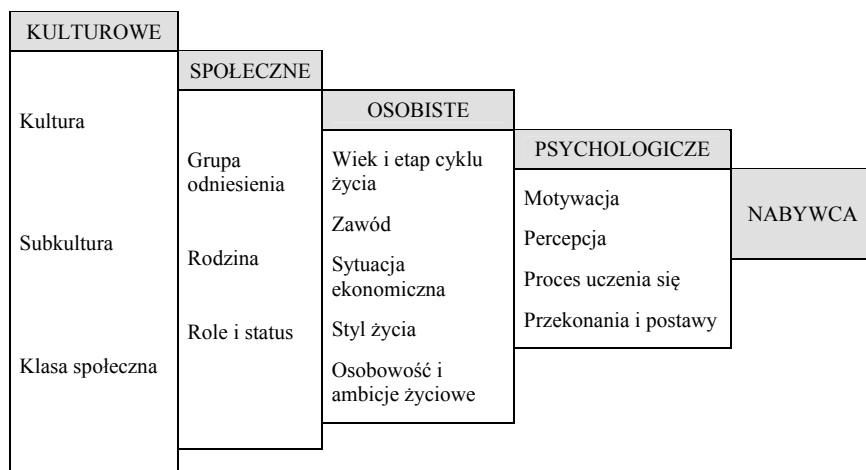 KULTUROWE
Kultura
Subkultura
Klasa społeczna
SPOŁECZNE
Grupa
odniesienia
Rodzina
Role i status
OSOBISTE
Wiek i etap cyklu
życia
Zawód
Sytuacja
ekonomiczna
Styl życia
Osobowość i
ambicje życiowe
PSYCHOLOGICZE
Motywacja
Percepcja
Proces uczenia się
Przekonania i postawy
NABYWCA